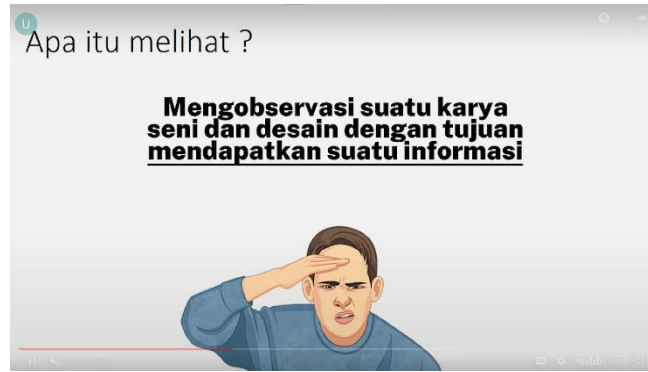 U
Apa itu melihat ?
Mengobservasi suatu karya
seni dan desain dengan tujuan
mendapatkan suatu informasi